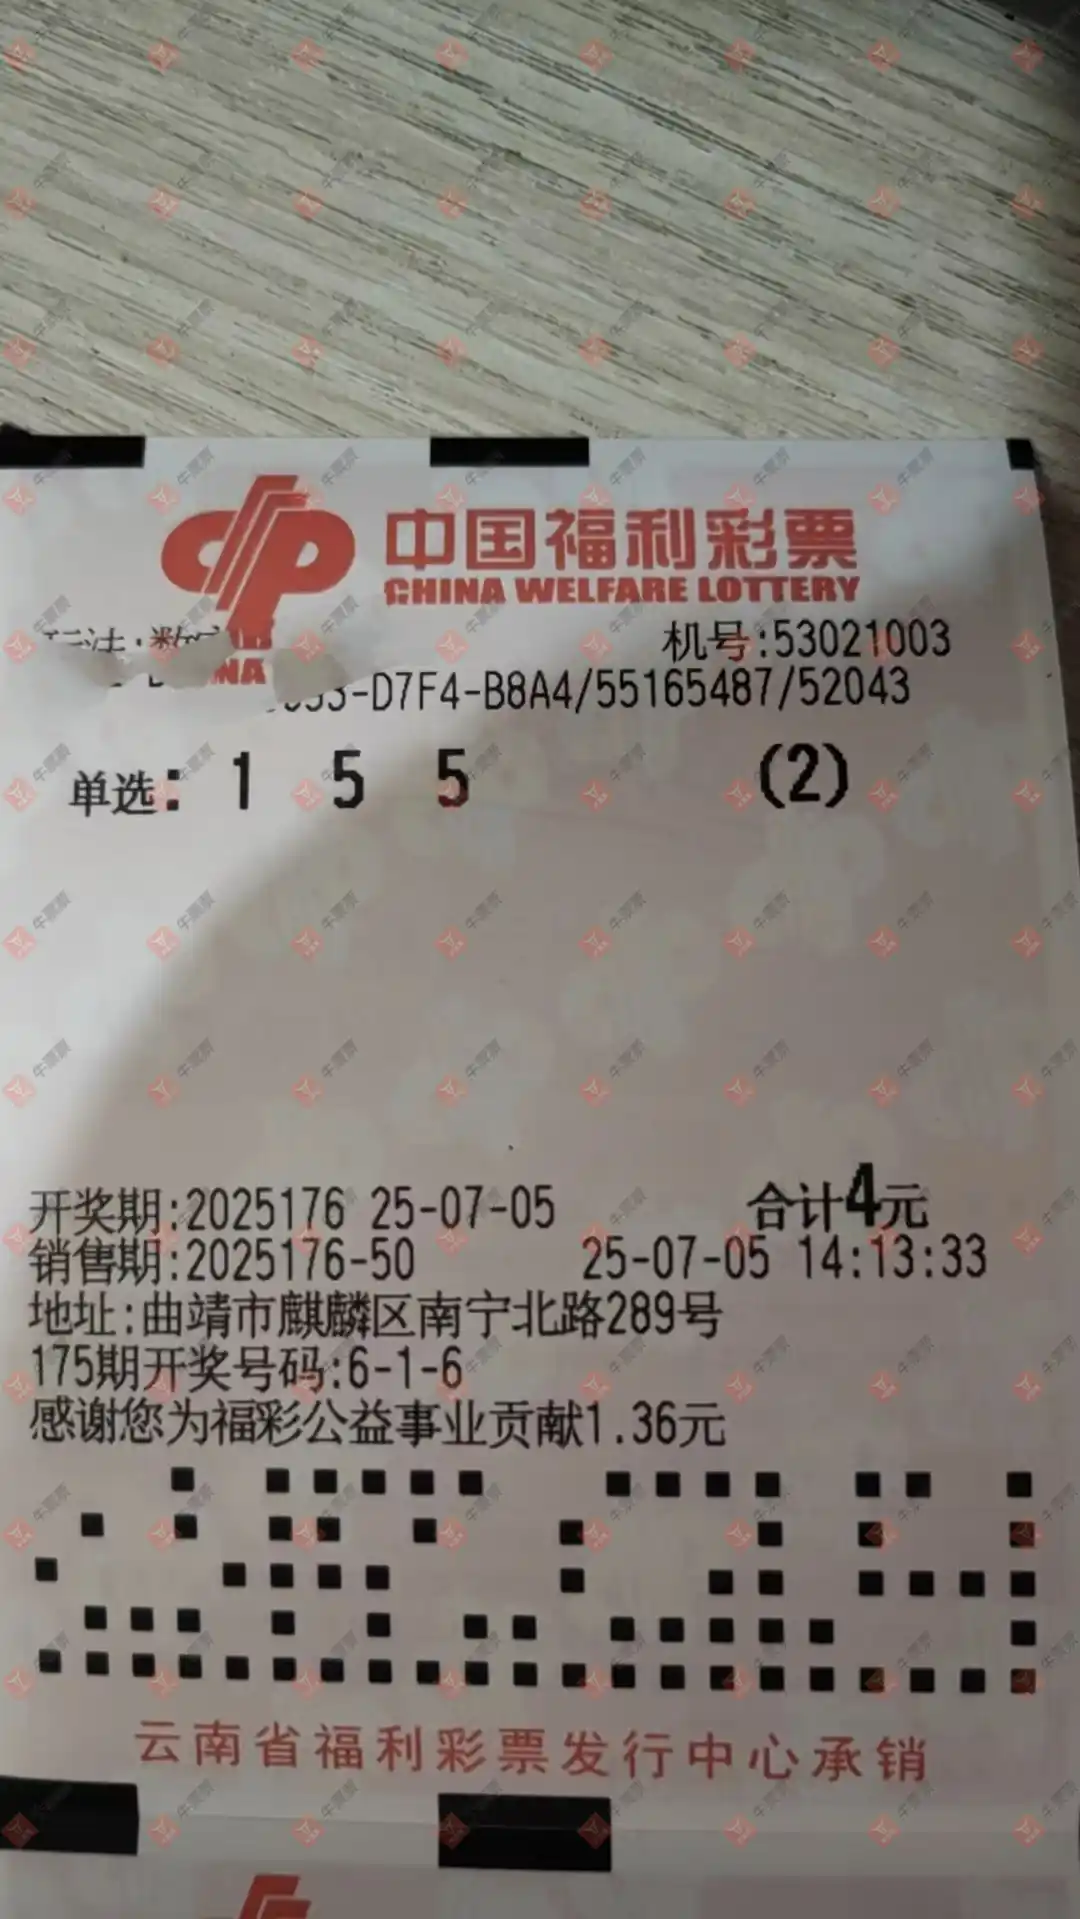 中国福利彩票
CHINA WELFARE LOTTERY
机号:53021003
-D7F4-B8A4/55165487/52043
单选: 1 5 5 (2)
开奖期:2025176 25-07-05 合计4元
销售期:2025176-50 25-07-05 14:13:33
地址:曲靖市麒麟区南宁北路289号
175期开奖号码:6-1-6
感谢您为福彩公益事业贡献1.36元
云南省福利彩票发行中心承销